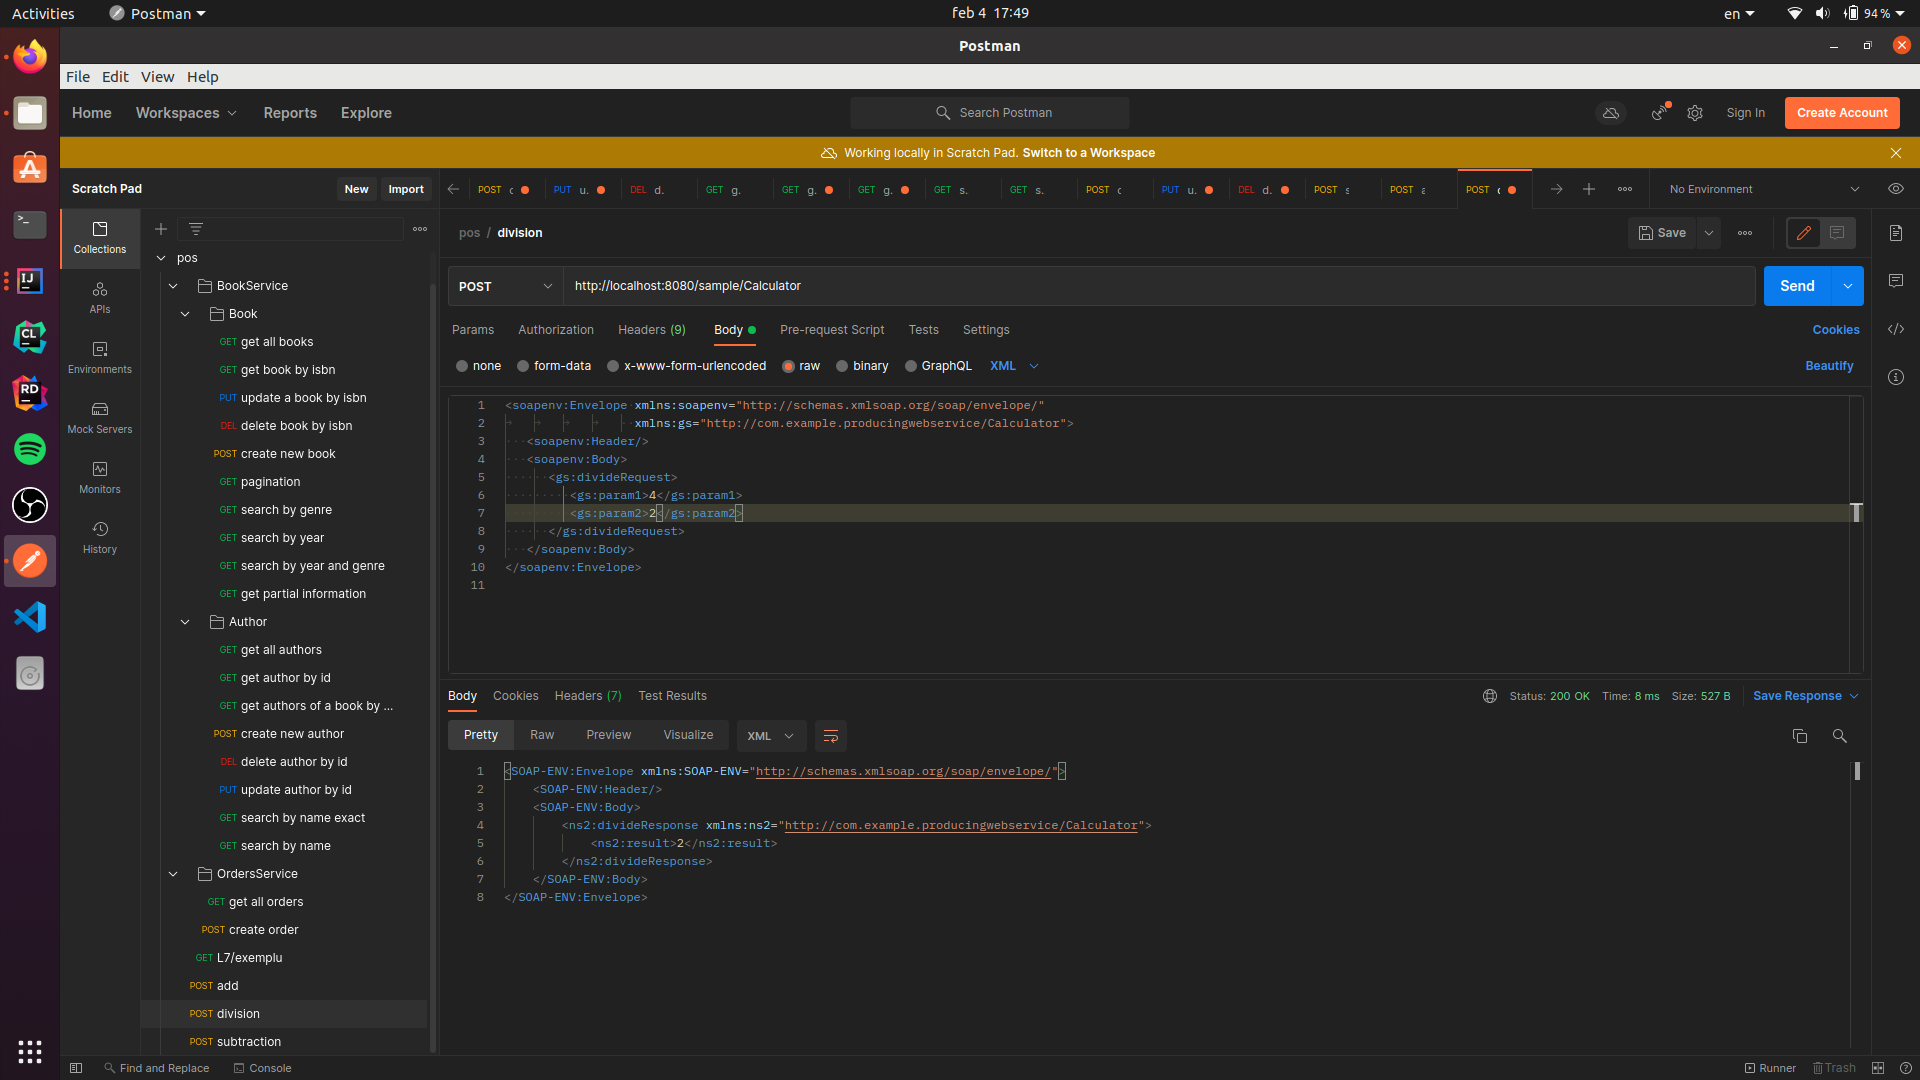 Activities
Postman
feb 4 17:49
en
94 %
Postman
File Edit View Help
Home Workspaces Reports Explore
Search Postman
Sign In
Create Account
Working locally in Scratch Pad. Switch to a Workspace
Scratch Pad
New
Import
POST c
PUT u.
DEL d.
GET g.
GET g.
GET g.
GET s.
GET s.
POST c
PUT u.
DEL d.
POST s
POST a
POST
No Environment
Collections
APIs
Environments
Mock Servers
Monitors
History
pos
BookService
Book
GET get all books
GET get book by isbn
PUT update a book by isbn
DEL delete book by isbn
POST create new book
GET pagination
GET search by genre
GET search by year
GET search by year and genre
GET get partial information
Author
GET get all authors
GET get author by id
GET get authors of a book by ...
POST create new author
DEL delete author by id
PUT update author by id
GET search by name exact
GET search by name
OrdersService
GET get all orders
POST create order
GET L7/exemplu
POST add
POST division
POST subtraction
pos / division
Save
POST
http://localhost:8080/sample/Calculator
Send
Params Authorization Headers (9) Body Pre-request Script Tests Settings
Cookies
none form-data x-www-form-urlencoded raw binary GraphQL XML
Beautify
1 <soapenv:Envelope xmlns:soapenv="http://schemas.xmlsoap.org/soap/envelope/"
2 xmlns:gs="http://com.example.producingwebservice/Calculator">
3 <soapenv:Header/>
4 <soapenv:Body>
5 <gs:divideRequest>
6 <gs:param1>4</gs:param1>
7 <gs:param2>2</gs:param2>
8 </gs:divideRequest>
9 </soapenv:Body>
10 </soapenv:Envelope>
11
Body Cookies Headers (7) Test Results
Status: 200 OK Time: 8 ms Size: 527 B
Save Response
Pretty Raw Preview Visualize XML
1 <SOAP-ENV:Envelope xmlns:SOAP-ENV="http://schemas.xmlsoap.org/soap/envelope/">
2 <SOAP-ENV:Header/>
3 <SOAP-ENV:Body>
4 <ns2:divideResponse xmlns:ns2="http://com.example.producingwebservice/Calculator">
5 <ns2:result>2</ns2:result>
6 </ns2:divideResponse>
7 </SOAP-ENV:Body>
8 </SOAP-ENV:Envelope>
Find and Replace
Console
Runner
Trash
IJ
CL
RD